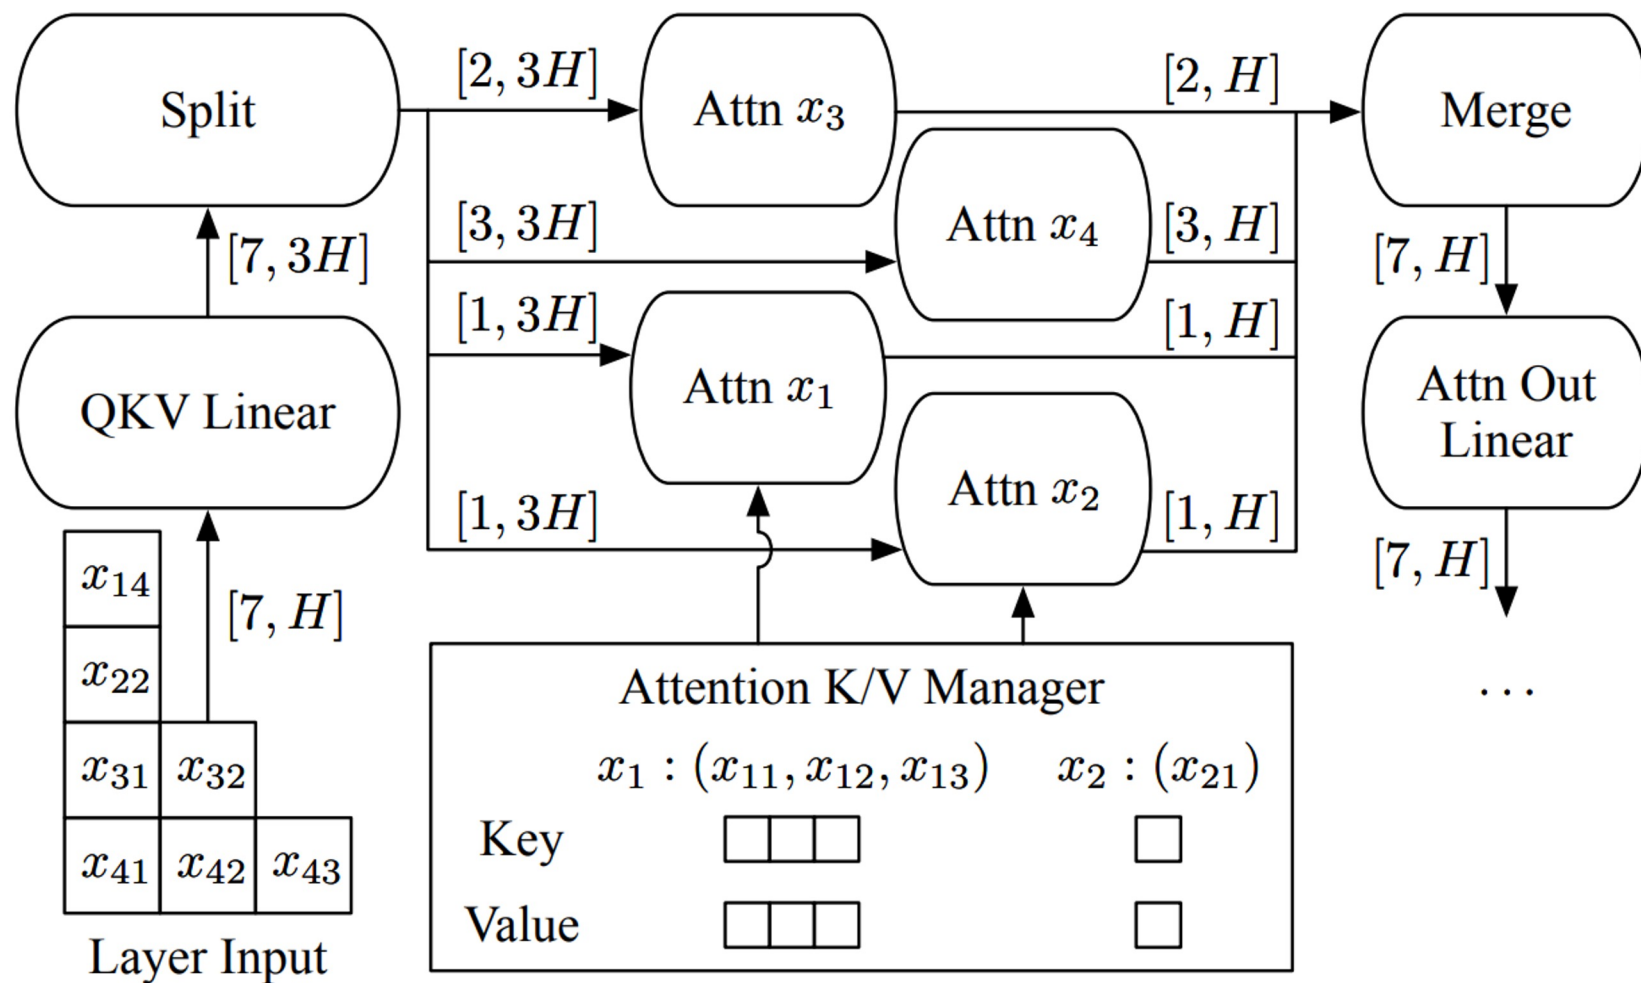 Split
[2, 3H]
Attn x₃
[2, H]
Merge
[3, 3H]
Attn x₄
[3, H]
[7, 3H]
[7, H]
[1, 3H]
Attn x₁
[1, H]
QKV Linear
Attn Out
Linear
[1, 3H]
Attn x₂
[1, H]
[7, H]
x₁₄
[7, H]
x₂₂
x₃₁ x₃₂
x₄₁ x₄₂ x₄₃
Layer Input
Attention K/V Manager
x₁ : (x₁₁, x₁₂, x₁₃) x₂ : (x₂₁)
Key
Value
...